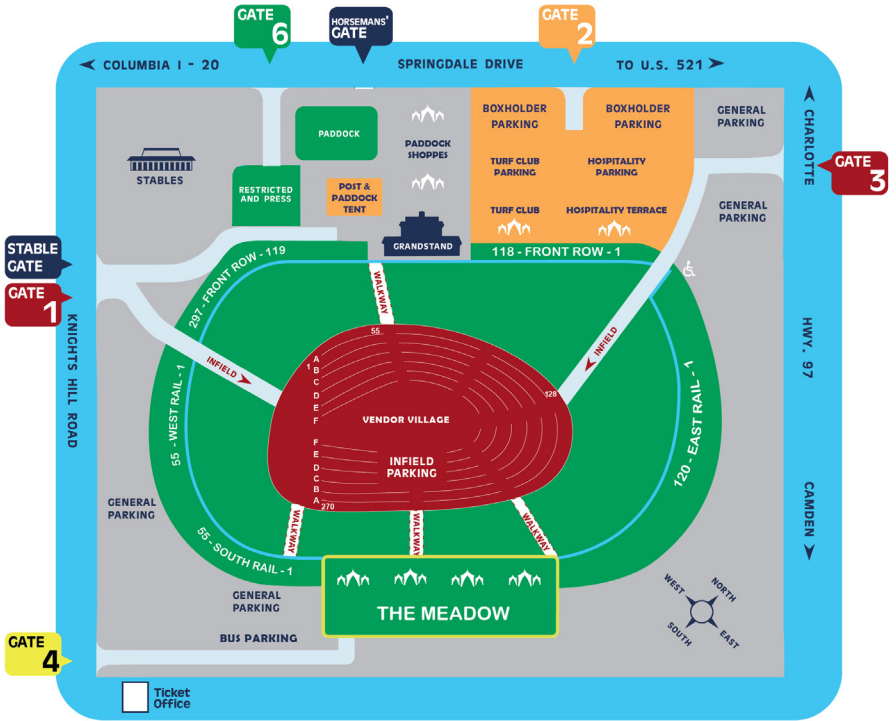 GATE
6
HORSEMANS'
GATE
GATE
2
COLUMBIA I - 20
SPRINGDALE DRIVE
TO U.S. 521
CHARLOTTE
GATE
3
HWY. 97
CAMDEN
STABLE
GATE
GATE
1
KNIGHTS HILL ROAD
GATE
4
STABLES
PADDOCK
RESTRICTED
AND PRESS
POST &
PADDOCK
TENT
PADDOCK
SHOPPES
GRANDSTAND
BOXHOLDER
PARKING
BOXHOLDER
PARKING
TURF CLUB
PARKING
HOSPITALITY
PARKING
TURF CLUB
HOSPITALITY TERRACE
GENERAL
PARKING
GENERAL
PARKING
297 - FRONT ROW - 119
118 - FRONT ROW - 1
WALKWAY
INFIELD
INFIELD
55 - WEST RAIL - 1
120 - EAST RAIL - 1
55
A
1
B
C
D
E
F
128
VENDOR VILLAGE
INFIELD
PARKING
F
E
D
C
B
A
270
WALKWAY
WALKWAY
WALKWAY
55 - SOUTH RAIL - 1
GENERAL
PARKING
GENERAL
PARKING
BUS PARKING
THE MEADOW
WEST
NORTH
SOUTH
EAST
Ticket
Office